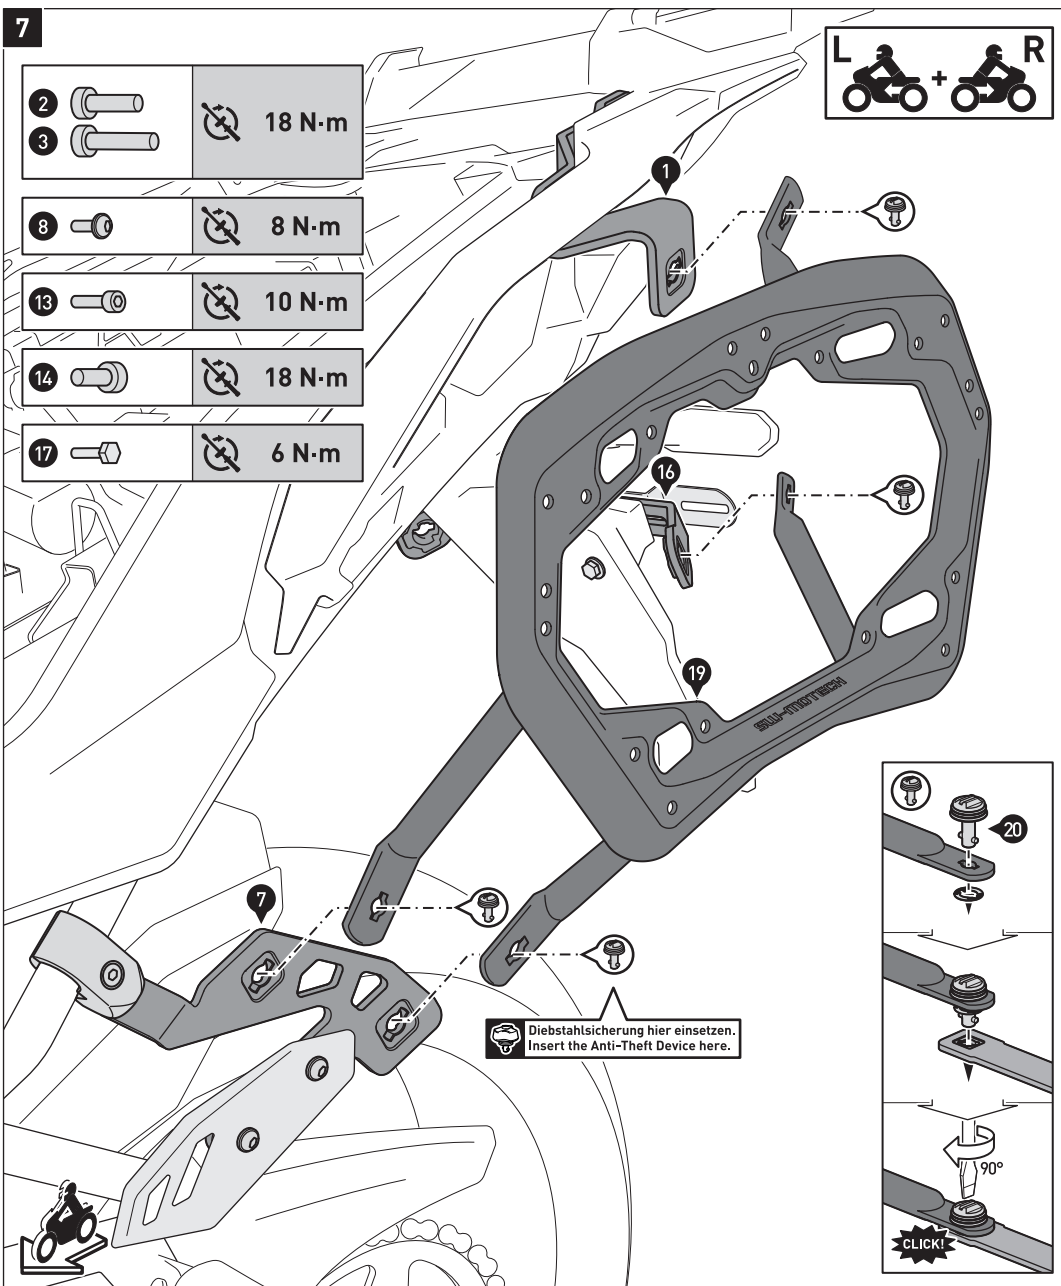 7
L + R
2
3
18 N·m
8
8 N·m
13
10 N·m
14
18 N·m
17
6 N·m
1
16
19
SW-MOTECH
7
Diebstahlsicherung hier einsetzen.
Insert the Anti-Theft Device here.
20
90°
CLICK!